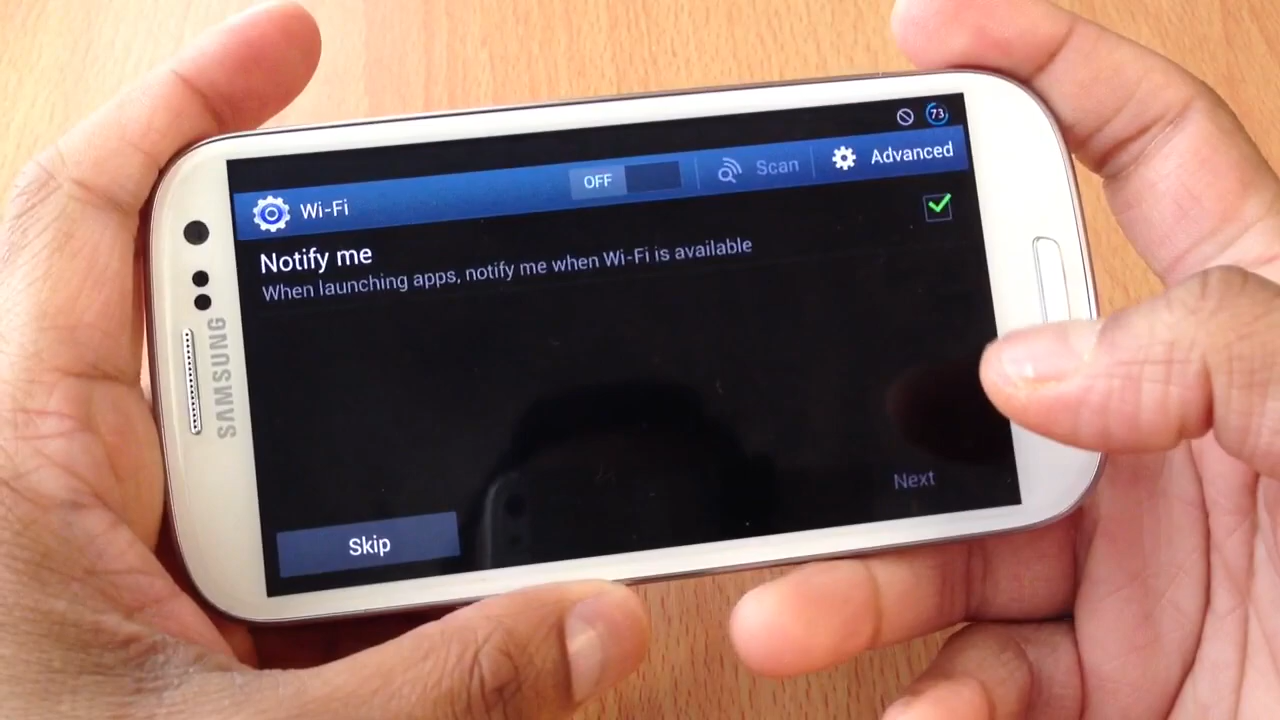 73
Wi-Fi
OFF
Scan
Advanced
Notify me
When launching apps, notify me when Wi-Fi is available
SAMSUNG
Next
Skip